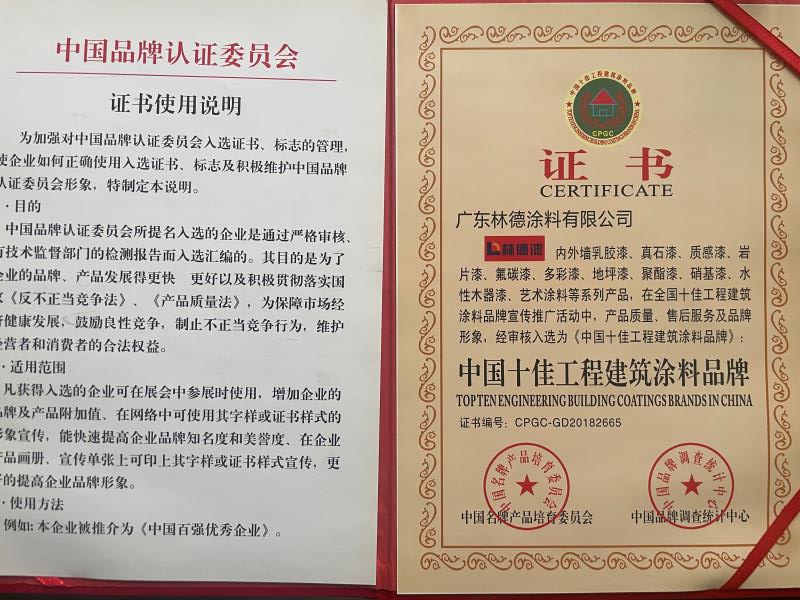 中国品牌认证委员会
证书使用说明
为加强对中国品牌认证委员会入选证书、标志的管理,
使企业如何正确使用入选证书、标志及积极维护中国品牌
认证委员会形象，特制定本说明。
·目的
中国品牌认证委员会所提名入选的企业是通过严格审核、
有技术监督部门的检测报告而入选汇编的。其目的是为了
企业的品牌、产品发展得更快 更好以及积极贯彻落实国
家《反不正当竞争法》、《产品质量法》，为保障市场经
济健康发展、鼓励良性竞争，制止不正当竞争行为，维护
经营者和消费者的合法权益。
·适用范围
凡获得入选的企业可在展会中参展时使用，增加企业的
品牌及产品附加值、在网络中可使用其字样或证书样式的
形象宣传，能快速提高企业品牌知名度和美誉度、在企业
产品画册、宣传单张上可印上其字样或证书样式宣传，更
好的提高企业品牌形象。
·使用方法
例如: 本企业被推介为《中国百强优秀企业》。
中国十佳工程建筑涂料品牌
TOP TEN ENGINEERING BUILDING COATINGS BRANDS IN CHINA
CPGC
证书
CERTIFICATE
广东林德涂料有限公司
林德漆 内外墙乳胶漆、真石漆、质感漆、岩
片漆、氟碳漆、多彩漆、地坪漆、聚酯漆、硝基漆、水
性木器漆、艺术涂料等系列产品，在全国十佳工程建筑
涂料品牌宣传推广活动中，产品质量、售后服务及品牌
形象，经审核入选为《中国十佳工程建筑涂料品牌》：
中国十佳工程建筑涂料品牌
TOP TEN ENGINEERING BUILDING COATINGS BRANDS IN CHINA
证书编号：CPGC-GD20182665
中国名牌产品培育委员会
中国品牌调查统计中心
中国名牌产品培育委员会
中国品牌调查统计中心